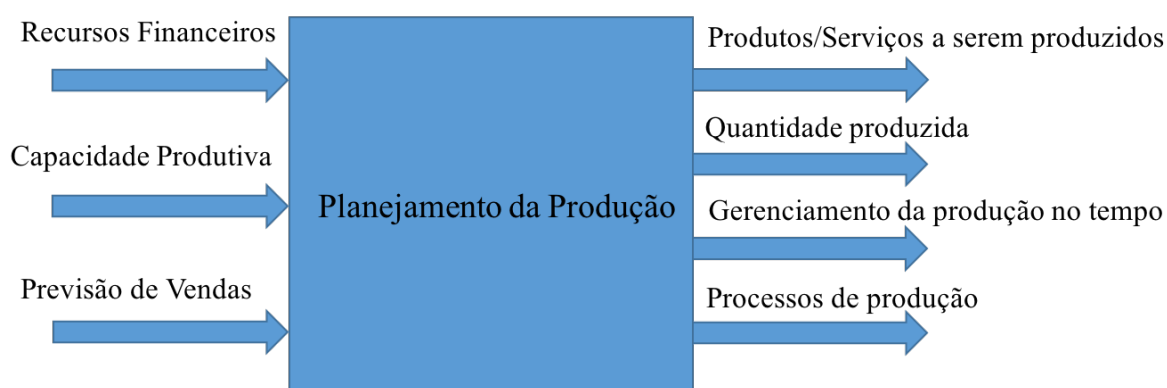 Recursos Financeiros
Capacidade Produtiva
Previsão de Vendas
Planejamento da Produção
Produtos/Serviços a serem produzidos
Quantidade produzida
Gerenciamento da produção no tempo
Processos de produção